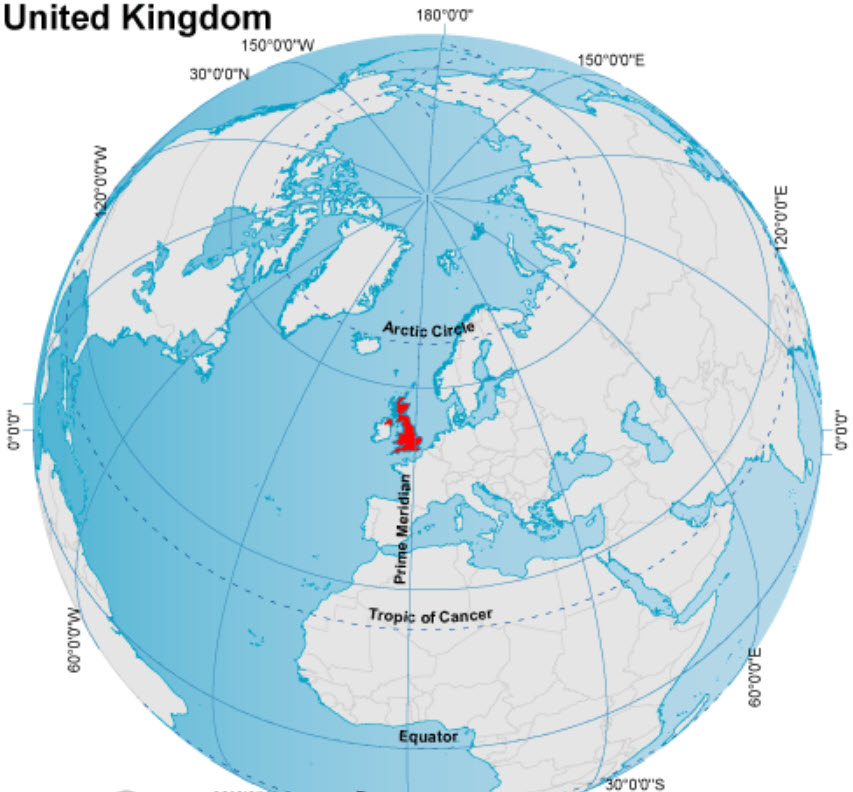 United Kingdom
180°0'0"
150°0'0"W
150°0'0"E
30°0'0"N
120°0'0"W
120°0'0"E
Arctic Circle
0°0'0"
0°0'0"
Prime Meridian
Tropic of Cancer
60°0'0"W
60°0'0"E
Equator
30°0'0"S